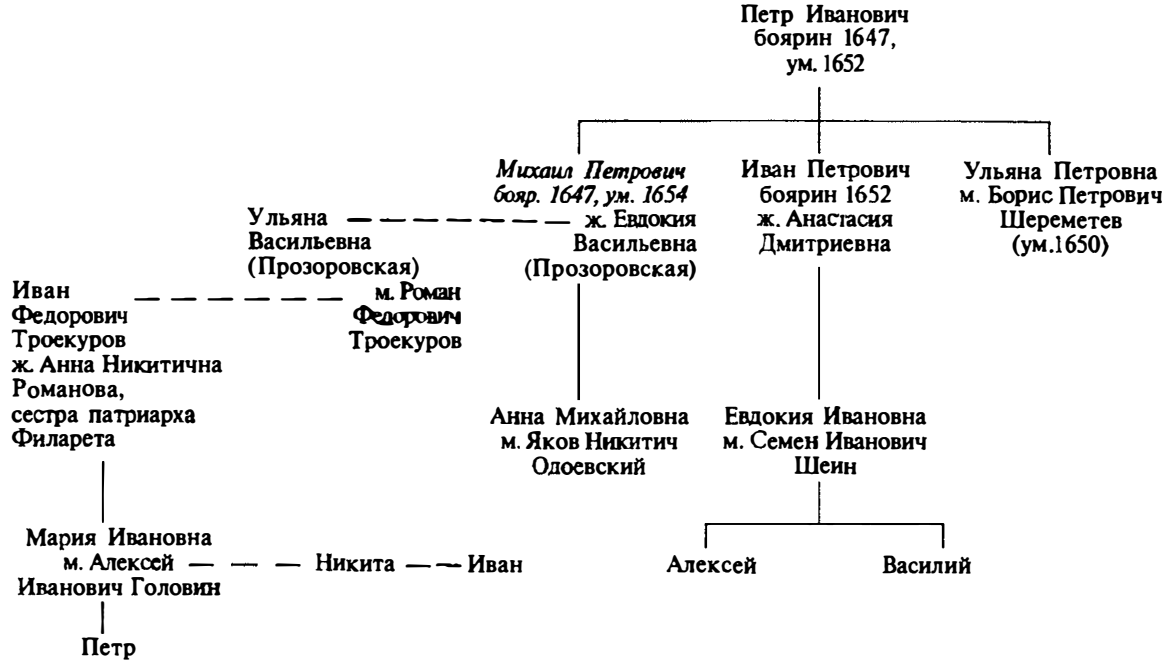 Петр Иванович
боярин 1647,
ум. 1652
Михаил Петрович
бояр. 1647, ум. 1654
ж. Евдокия
Васильевна
(Прозоровская)
Иван Петрович
боярин 1652
ж. Анастасия
Дмитриевна
Ульяна Петровна
м. Борис Петрович
Шереметев
(ум.1650)
Ульяна
Васильевна
(Прозоровская)
м. Роман
Федорович
Троекуров
Иван
Федорович
Троекуров
ж. Анна Никитична
Романова,
сестра патриарха
Филарета
Анна Михайловна
м. Яков Никитич
Одоевский
Евдокия Ивановна
м. Семен Иванович
Шеин
Мария Ивановна
м. Алексей
Иванович Головин
Никита
Иван
Алексей
Василий
Петр